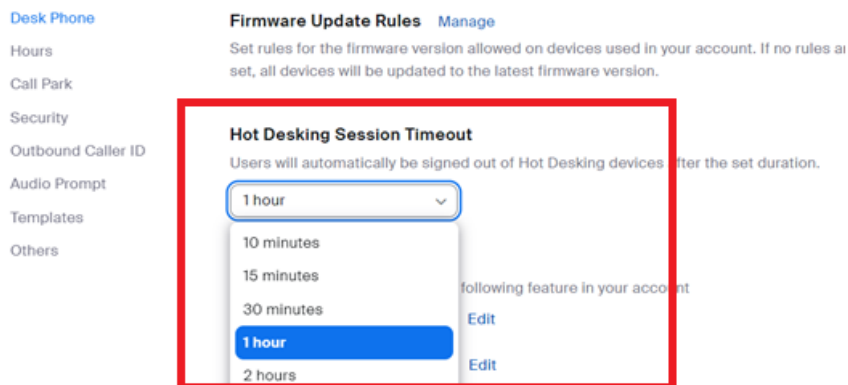 Desk Phone
Hours
Call Park
Security
Outbound Caller ID
Audio Prompt
Templates
Others
Firmware Update Rules Manage
Set rules for the firmware version allowed on devices used in your account. If no rules
set, all devices will be updated to the latest firmware version.
Hot Desking Session Timeout
Users will automatically be signed out of Hot Desking devices after the set duration.
1 hour
10 minutes
15 minutes
30 minutes
1 hour
2 hours
following feature in your account
Edit
Edit